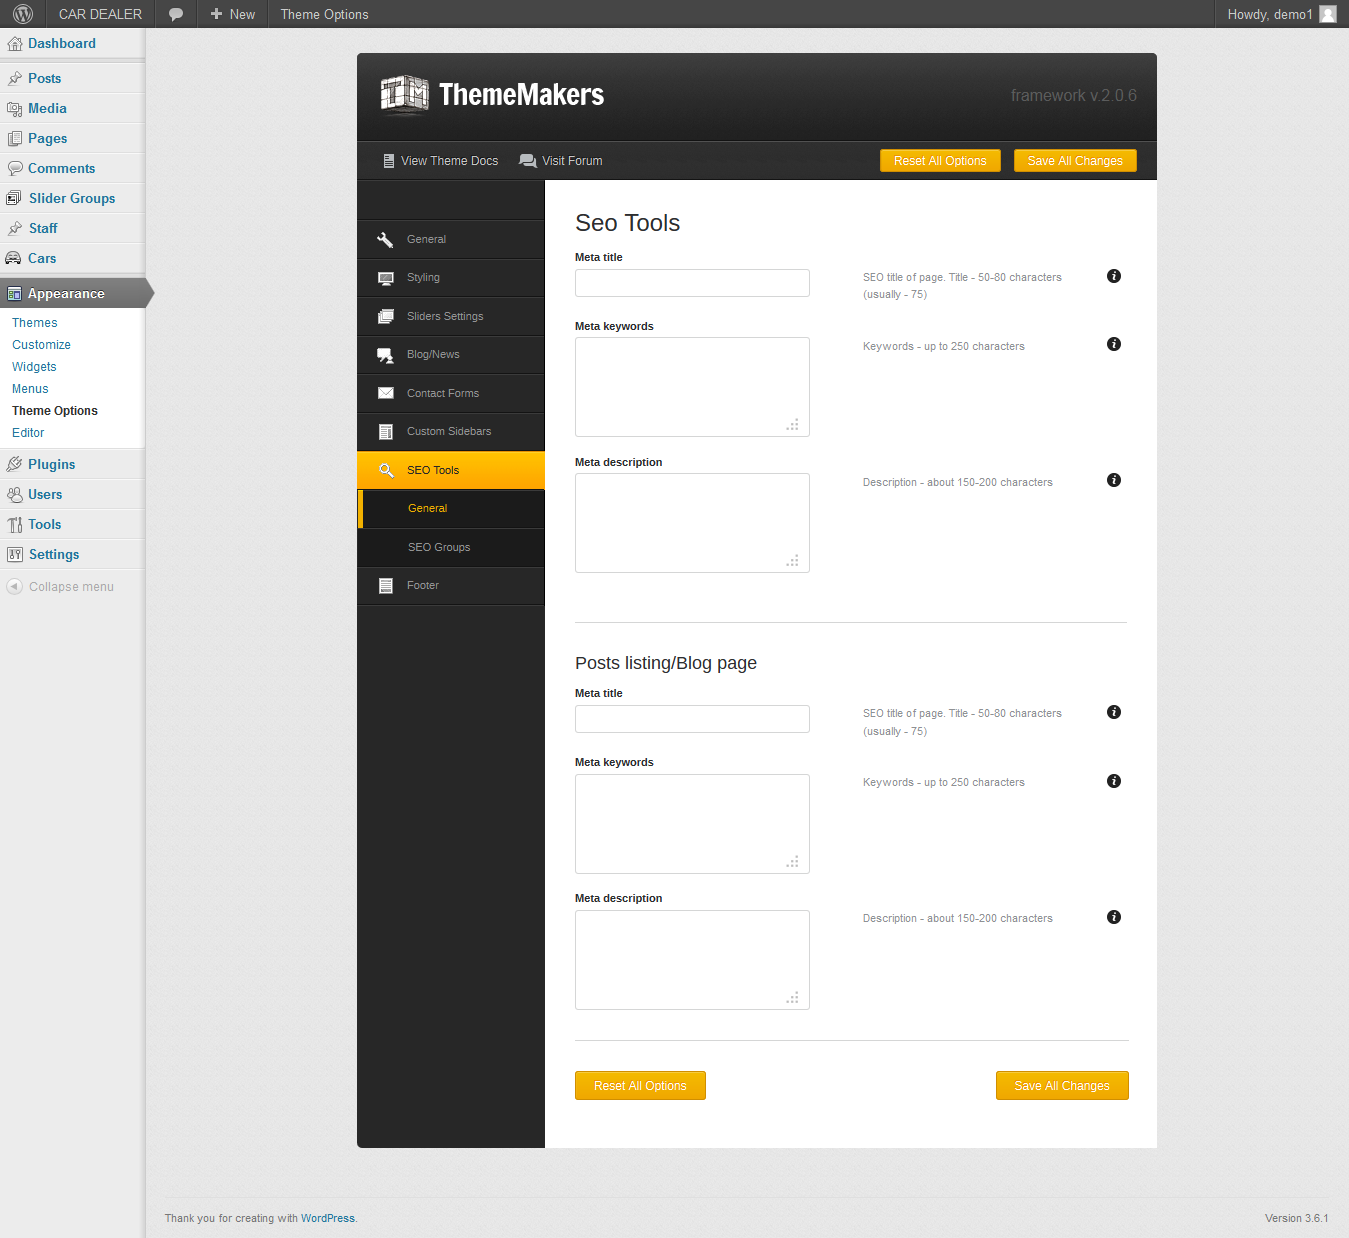 CAR DEALER
New
Theme Options
Howdy, demo1
Dashboard
Posts
Media
Pages
Comments
Slider Groups
Staff
Cars
Appearance
Themes
Customize
Widgets
Menus
Theme Options
Editor
Plugins
Users
Tools
Settings
Collapse menu
TM ThemeMakers
framework v.2.0.6
View Theme Docs
Visit Forum
Reset All Options
Save All Changes
General
Styling
Sliders Settings
Blog/News
Contact Forms
Custom Sidebars
SEO Tools
General
SEO Groups
Footer
Seo Tools
Meta title
SEO title of page. Title - 50-80 characters
(usually - 75)
Meta keywords
Keywords - up to 250 characters
Meta description
Description - about 150-200 characters
Posts listing/Blog page
Meta title
SEO title of page. Title - 50-80 characters
(usually - 75)
Meta keywords
Keywords - up to 250 characters
Meta description
Description - about 150-200 characters
Reset All Options
Save All Changes
Thank you for creating with WordPress.
Version 3.6.1